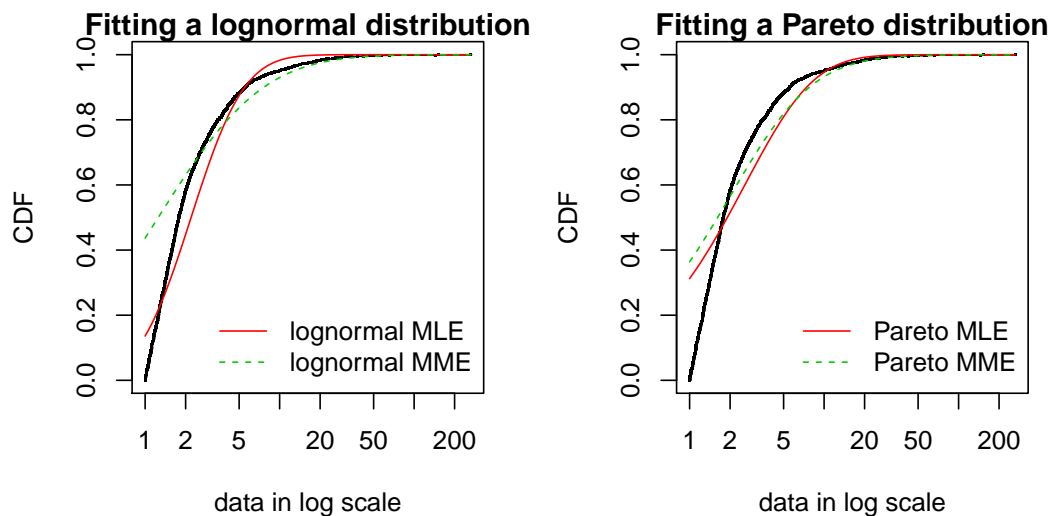 Fitting a lognormal distribution
CDF
0.0 0.2 0.4 0.6 0.8 1.0
lognormal MLE
lognormal MME
1 2 5 20 50 200
data in log scale
Fitting a Pareto distribution
CDF
0.0 0.2 0.4 0.6 0.8 1.0
Pareto MLE
Pareto MME
1 2 5 20 50 200
data in log scale